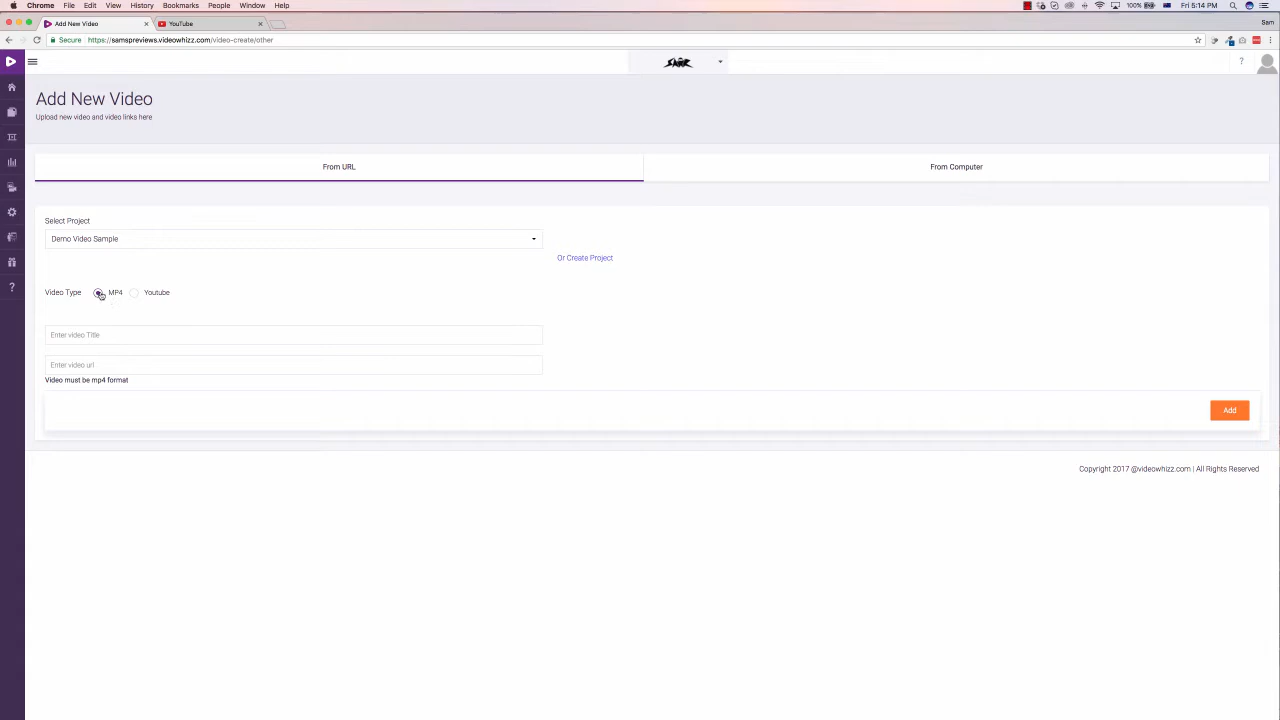 Chrome File Edit View History Bookmarks People Window Help 100% Fri 5:14 PM
Add New Video YouTube Sam
Secure https://samspreviews.videowhizz.com/video-create/other
?
Add New Video
Upload new video and video links here
From URL From Computer
Select Project
Demo Video Sample
Or Create Project
Video Type MP4 Youtube
Enter video Title
Enter video url
Video must be mp4 format
Add
?
Copyright 2017 @videowhizz.com | All Rights Reserved